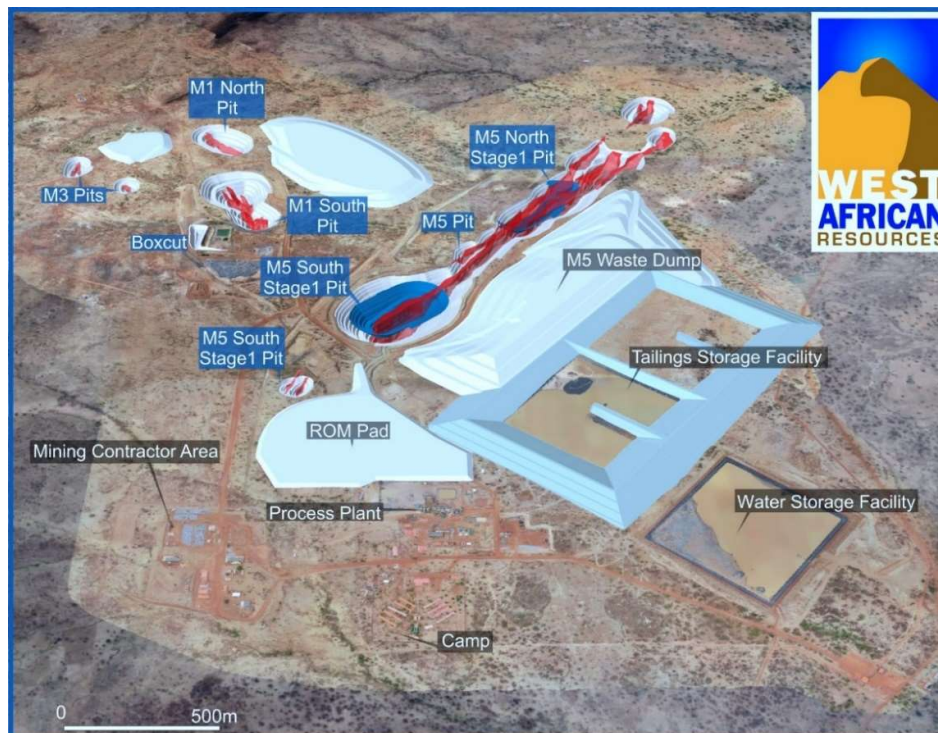 WEST
AFRICAN
RESOURCES
M1 North
Pit
M5 North
Stage1 Pit
M3 Pits
M1 South
Pit
M5 Pit
Boxcut
M5 South
Stage1 Pit
M5 Waste Dump
M5 South
Stage1 Pit
Tailings Storage Facility
ROM Pad
Mining Contractor Area
Process Plant
Water Storage Facility
Camp
0
500m